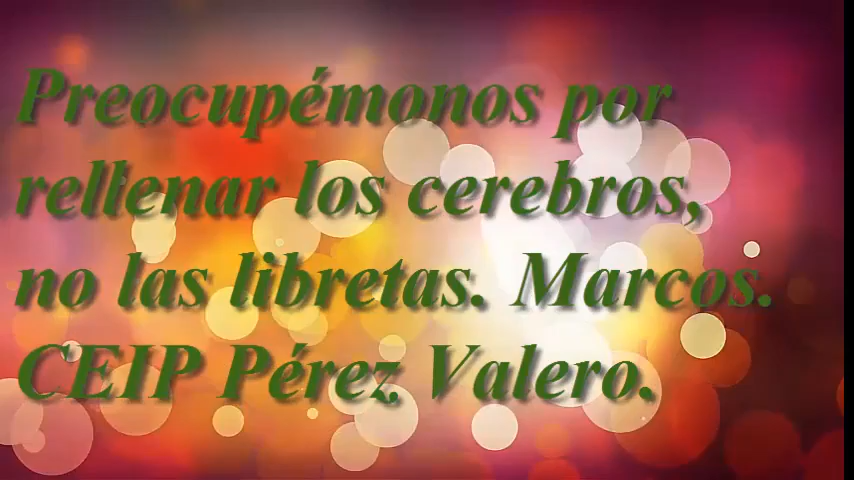 Preocupémonos por
rellenar los cerebros,
no las libretas. Marcos.
CEIP Pérez Valero.